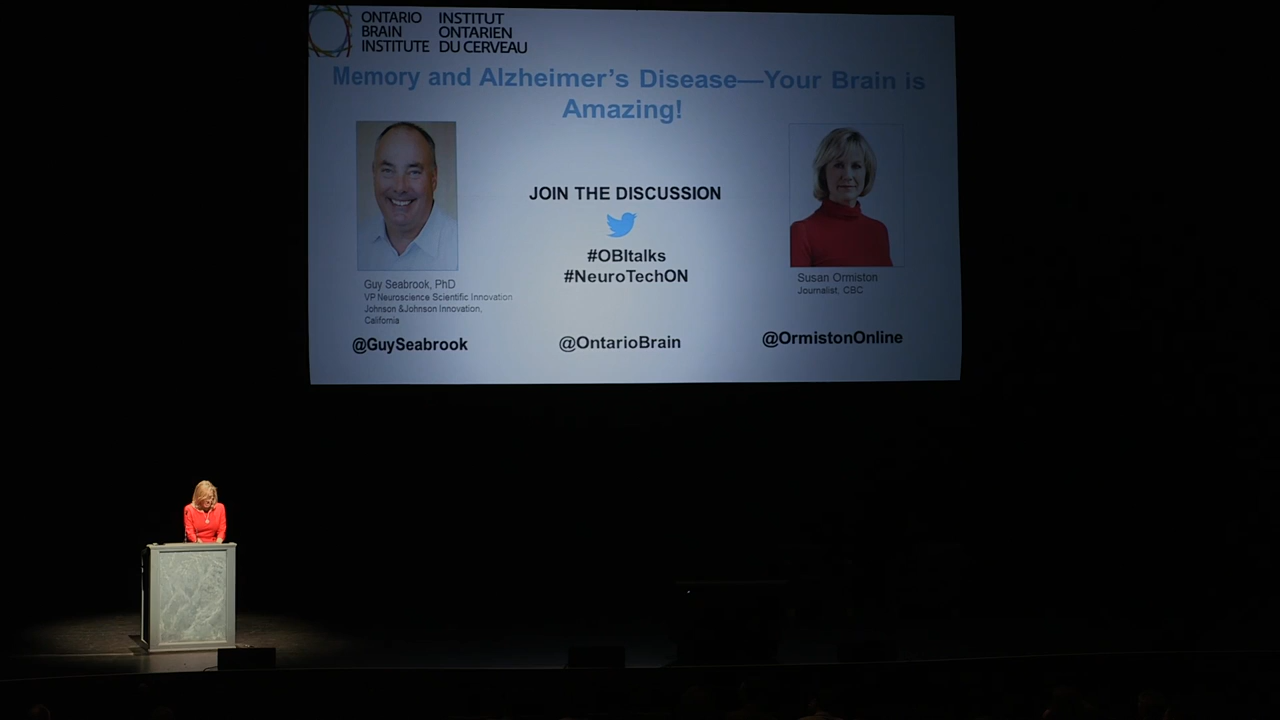 ONTARIO
BRAIN
INSTITUTE
INSTITUT
ONTARIEN
DU CERVEAU
Memory and Alzheimer's Disease—Your Brain is
Amazing!
JOIN THE DISCUSSION
#OBItalks
#NeuroTechON
Guy Seabrook, PhD
VP Neuroscience Scientific Innovation
Johnson &Johnson Innovation,
California
Susan Ormiston
Journalist, CBC
@GuySeabrook
@OntarioBrain
@OrmistonOnline